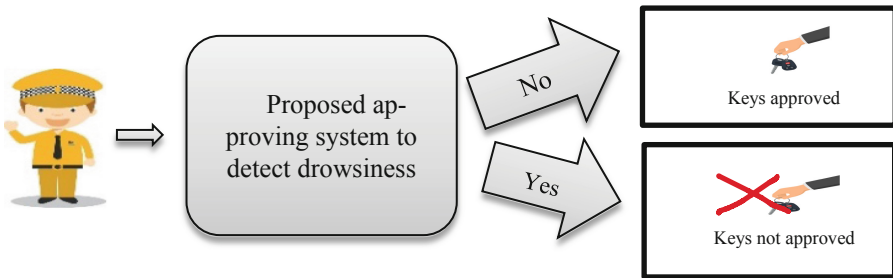 Proposed ap-
proving system to
detect drowsiness
No
Keys approved
Yes
Keys not approved